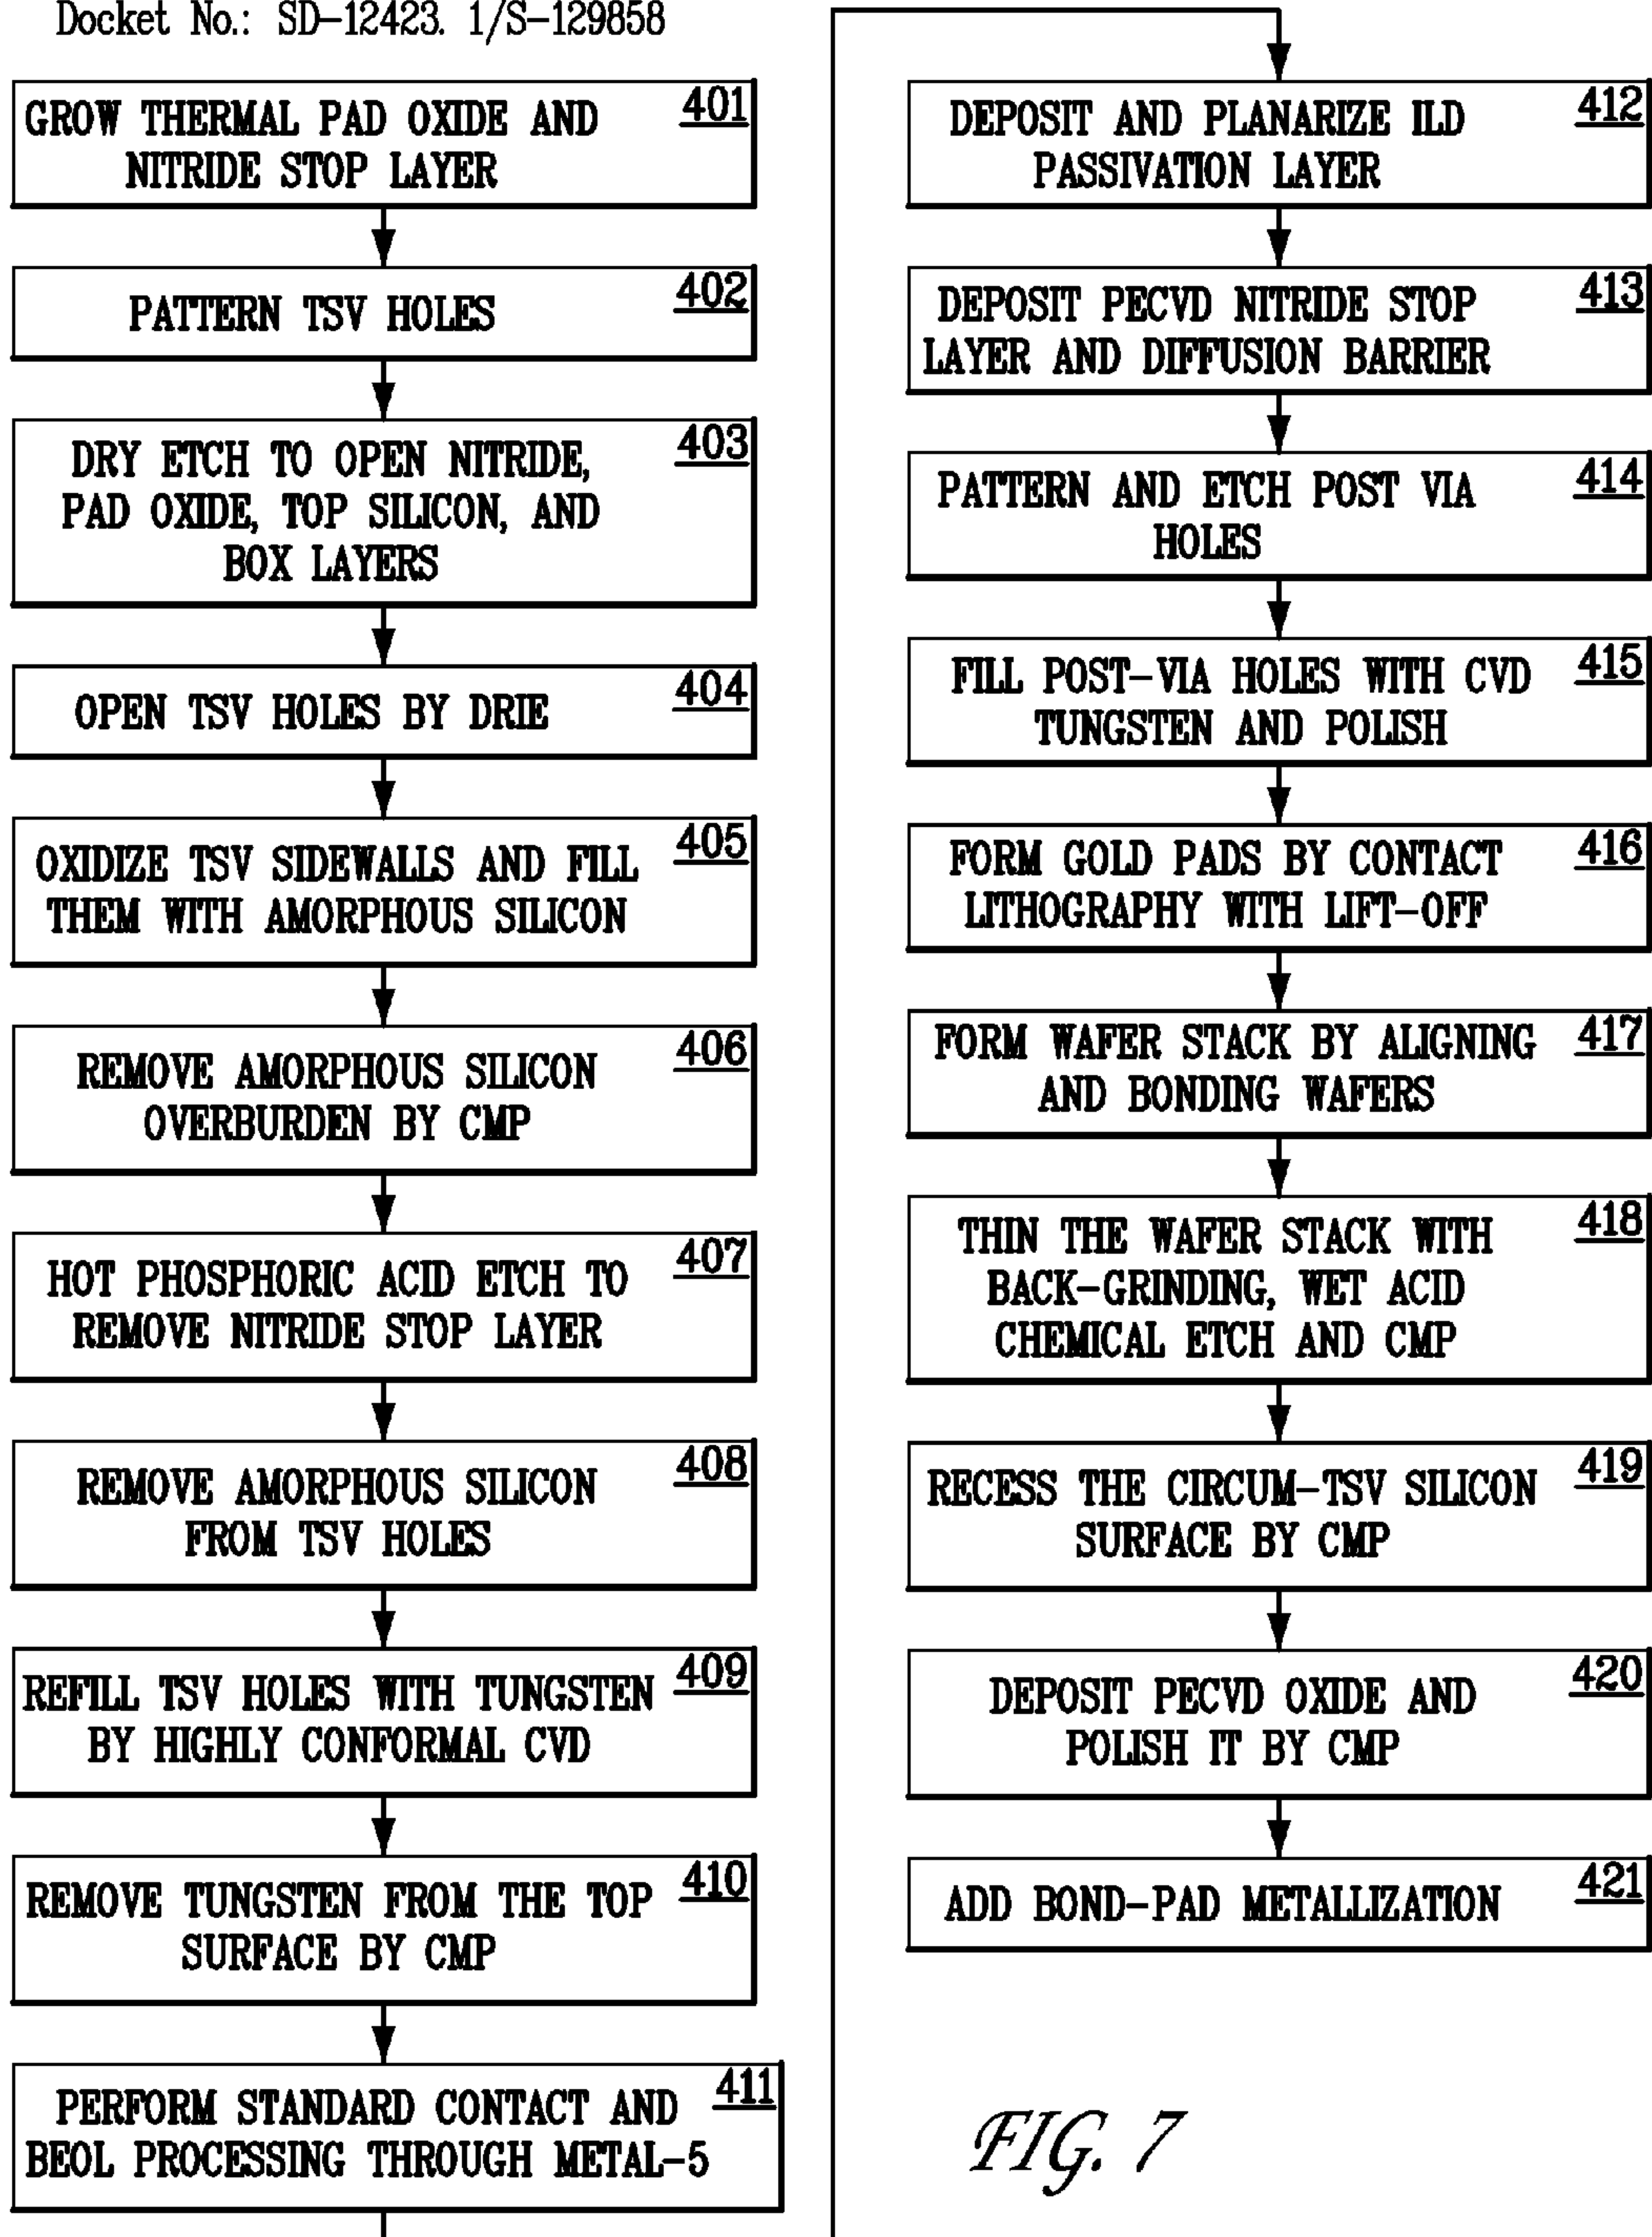 Docket No.: SD-12423. 1/S-129858
401
GROW THERMAL PAD OXIDE AND
NITRIDE STOP LAYER
402
PATTERN TSV HOLES
403
DRY ETCH TO OPEN NITRIDE,
PAD OXIDE, TOP SILICON, AND
BOX LAYERS
404
OPEN TSV HOLES BY DRIE
405
OXIDIZE TSV SIDEWALLS AND FILL
THEM WITH AMORPHOUS SILICON
406
REMOVE AMORPHOUS SILICON
OVERBURDEN BY CMP
407
HOT PHOSPHORIC ACID ETCH TO
REMOVE NITRIDE STOP LAYER
408
REMOVE AMORPHOUS SILICON
FROM TSV HOLES
409
REFILL TSV HOLES WITH TUNGSTEN
BY HIGHLY CONFORMAL CVD
410
REMOVE TUNGSTEN FROM THE TOP
SURFACE BY CMP
411
PERFORM STANDARD CONTACT AND
BEOL PROCESSING THROUGH METAL-5
412
DEPOSIT AND PLANARIZE ILD
PASSIVATION LAYER
413
DEPOSIT PECVD NITRIDE STOP
LAYER AND DIFFUSION BARRIER
414
PATTERN AND ETCH POST VIA
HOLES
415
FILL POST-VIA HOLES WITH CVD
TUNGSTEN AND POLISH
416
FORM GOLD PADS BY CONTACT
LITHOGRAPHY WITH LIFT-OFF
417
FORM WAFER STACK BY ALIGNING
AND BONDING WAFERS
418
THIN THE WAFER STACK WITH
BACK-GRINDING, WET ACID
CHEMICAL ETCH AND CMP
419
RECESS THE CIRCUM-TSV SILICON
SURFACE BY CMP
420
DEPOSIT PECVD OXIDE AND
POLISH IT BY CMP
421
ADD BOND-PAD METALLIZATION
FIG. 7